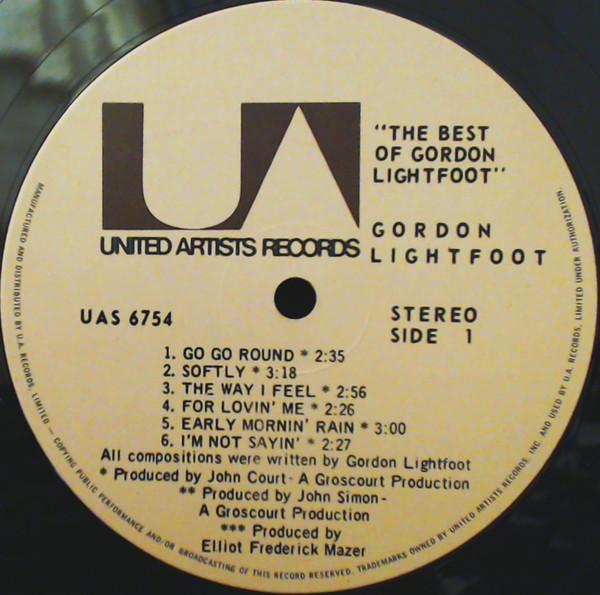 UA
UNITED ARTISTS RECORDS
"THE BEST
OF GORDON
LIGHTFOOT"
GORDON
LIGHTFOOT
UAS 6754
STEREO
SIDE 1
1. GO GO ROUND * 2:35
2. SOFTLY * 3:18
3. THE WAY I FEEL * 2:56
4. FOR LOVIN' ME * 2:26
5. EARLY MORNIN' RAIN * 3:00
6. I'M NOT SAYIN' * 2:27
All compositions were written by Gordon Lightfoot
* Produced by John Court - A Groscourt Production
** Produced by John Simon -
A Groscourt Production
*** Produced by
Elliot Frederick Mazer
MANUFACTURED AND DISTRIBUTED BY U.A. RECORDS, LIMITED — COPYING PUBLIC PERFORMANCE AND/OR BROADCASTING OF THIS RECORD RESERVED. TRADEMARKS OWNED BY UNITED ARTISTS RECORDS, INC. AND USED BY U.A. RECORDS, LIMITED UNDER AUTHORIZATION.